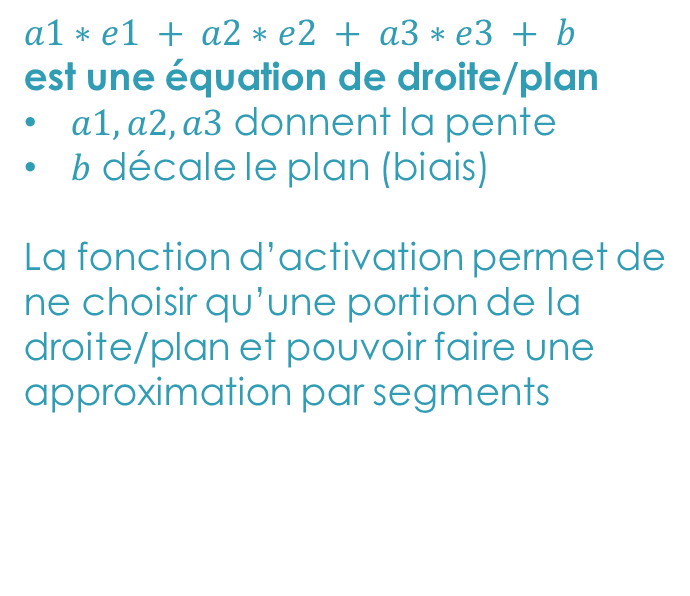 a1 ∗ e1 + a2 ∗ e2 + a3 ∗ e3 + b
est une équation de droite/plan
• a1, a2, a3 donnent la pente
• b décale le plan (biais)
La fonction d’activation permet de
ne choisir qu’une portion de la
droite/plan et pouvoir faire une
approximation par segments